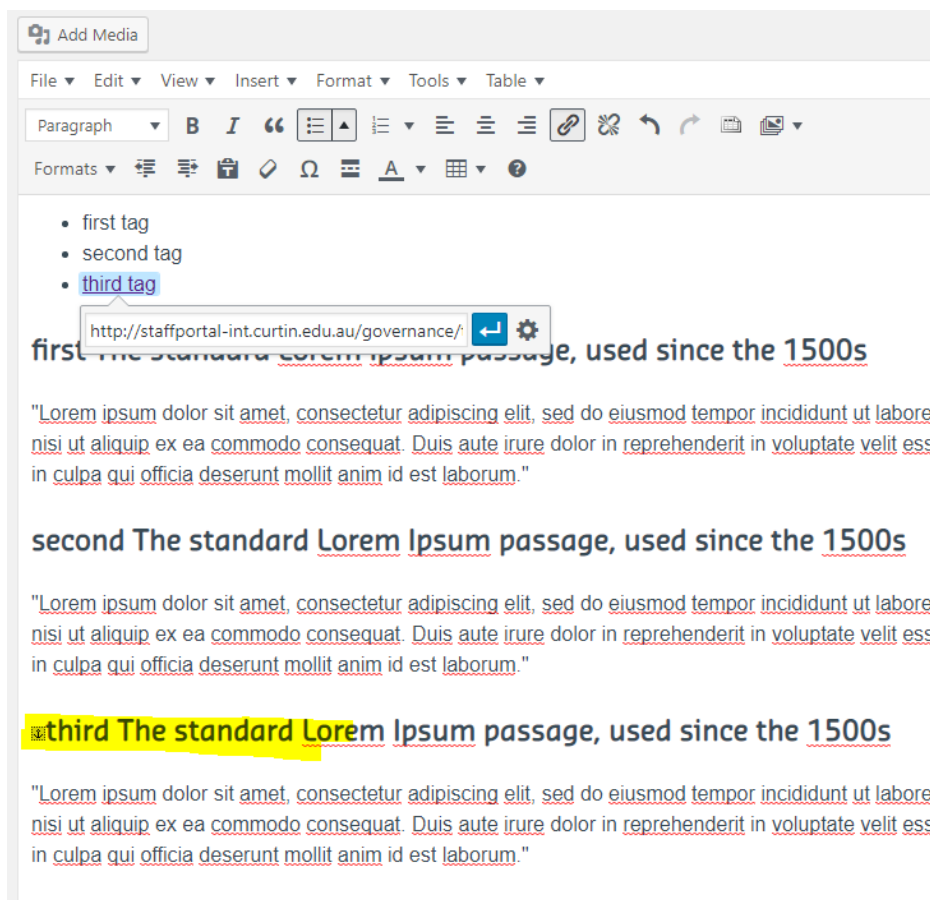 Add Media
File Edit View Insert Format Tools Table
Paragraph B I
Formats Ω A
first tag
second tag
third tag
http://staffportal-int.curtin.edu.au/governance/
first The standard Lorem Ipsum passage, used since the 1500s
"Lorem ipsum dolor sit amet, consectetur adipiscing elit, sed do eiusmod tempor incididunt ut labore
nisi ut aliquip ex ea commodo consequat. Duis aute irure dolor in reprehenderit in voluptate velit ess
in culpa qui officia deserunt mollit anim id est laborum."
second The standard Lorem Ipsum passage, used since the 1500s
"Lorem ipsum dolor sit amet, consectetur adipiscing elit, sed do eiusmod tempor incididunt ut labore
nisi ut aliquip ex ea commodo consequat. Duis aute irure dolor in reprehenderit in voluptate velit ess
in culpa qui officia deserunt mollit anim id est laborum."
third The standard Lorem Ipsum passage, used since the 1500s
"Lorem ipsum dolor sit amet, consectetur adipiscing elit, sed do eiusmod tempor incididunt ut labore
nisi ut aliquip ex ea commodo consequat. Duis aute irure dolor in reprehenderit in voluptate velit ess
in culpa qui officia deserunt mollit anim id est laborum."